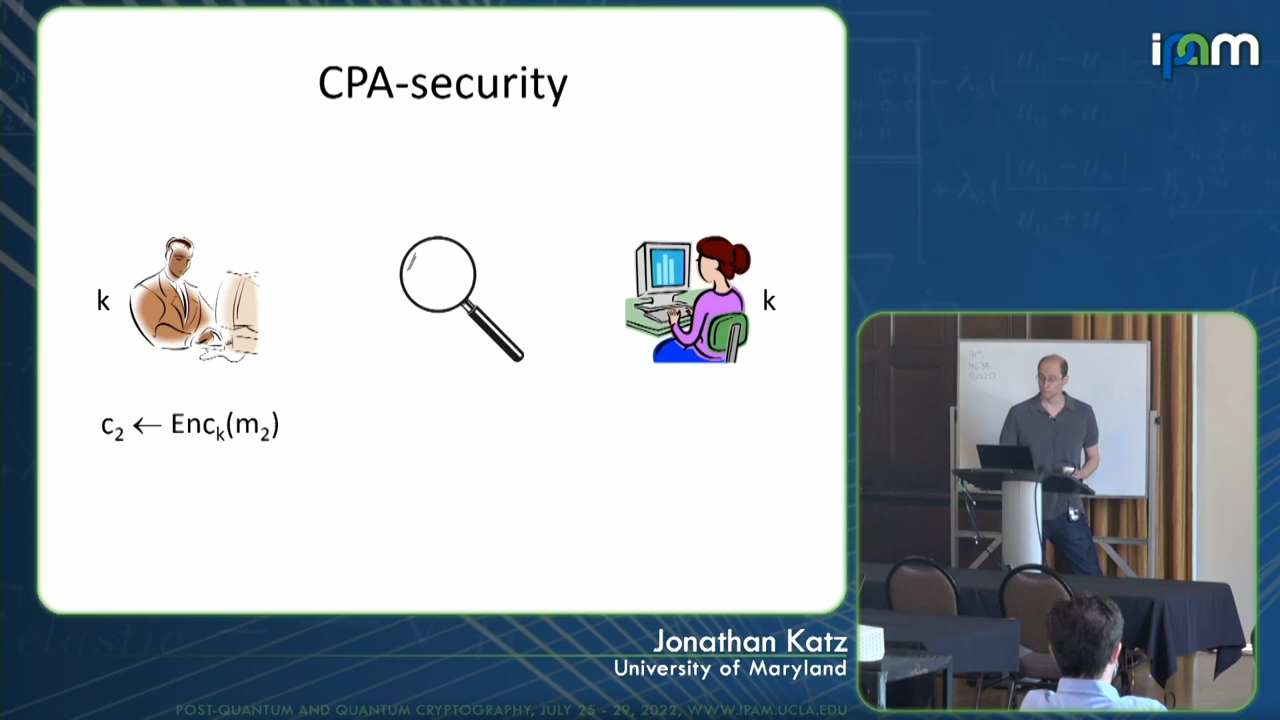 CPA-security
ipam
k
k
c₂ ← Encₖ(m₂)
Jonathan Katz
University of Maryland
POST-QUANTUM AND QUANTUM CRYPTOGRAPHY, JULY 25 - 29, 2022, WWW.IPAM.UCLA.EDU